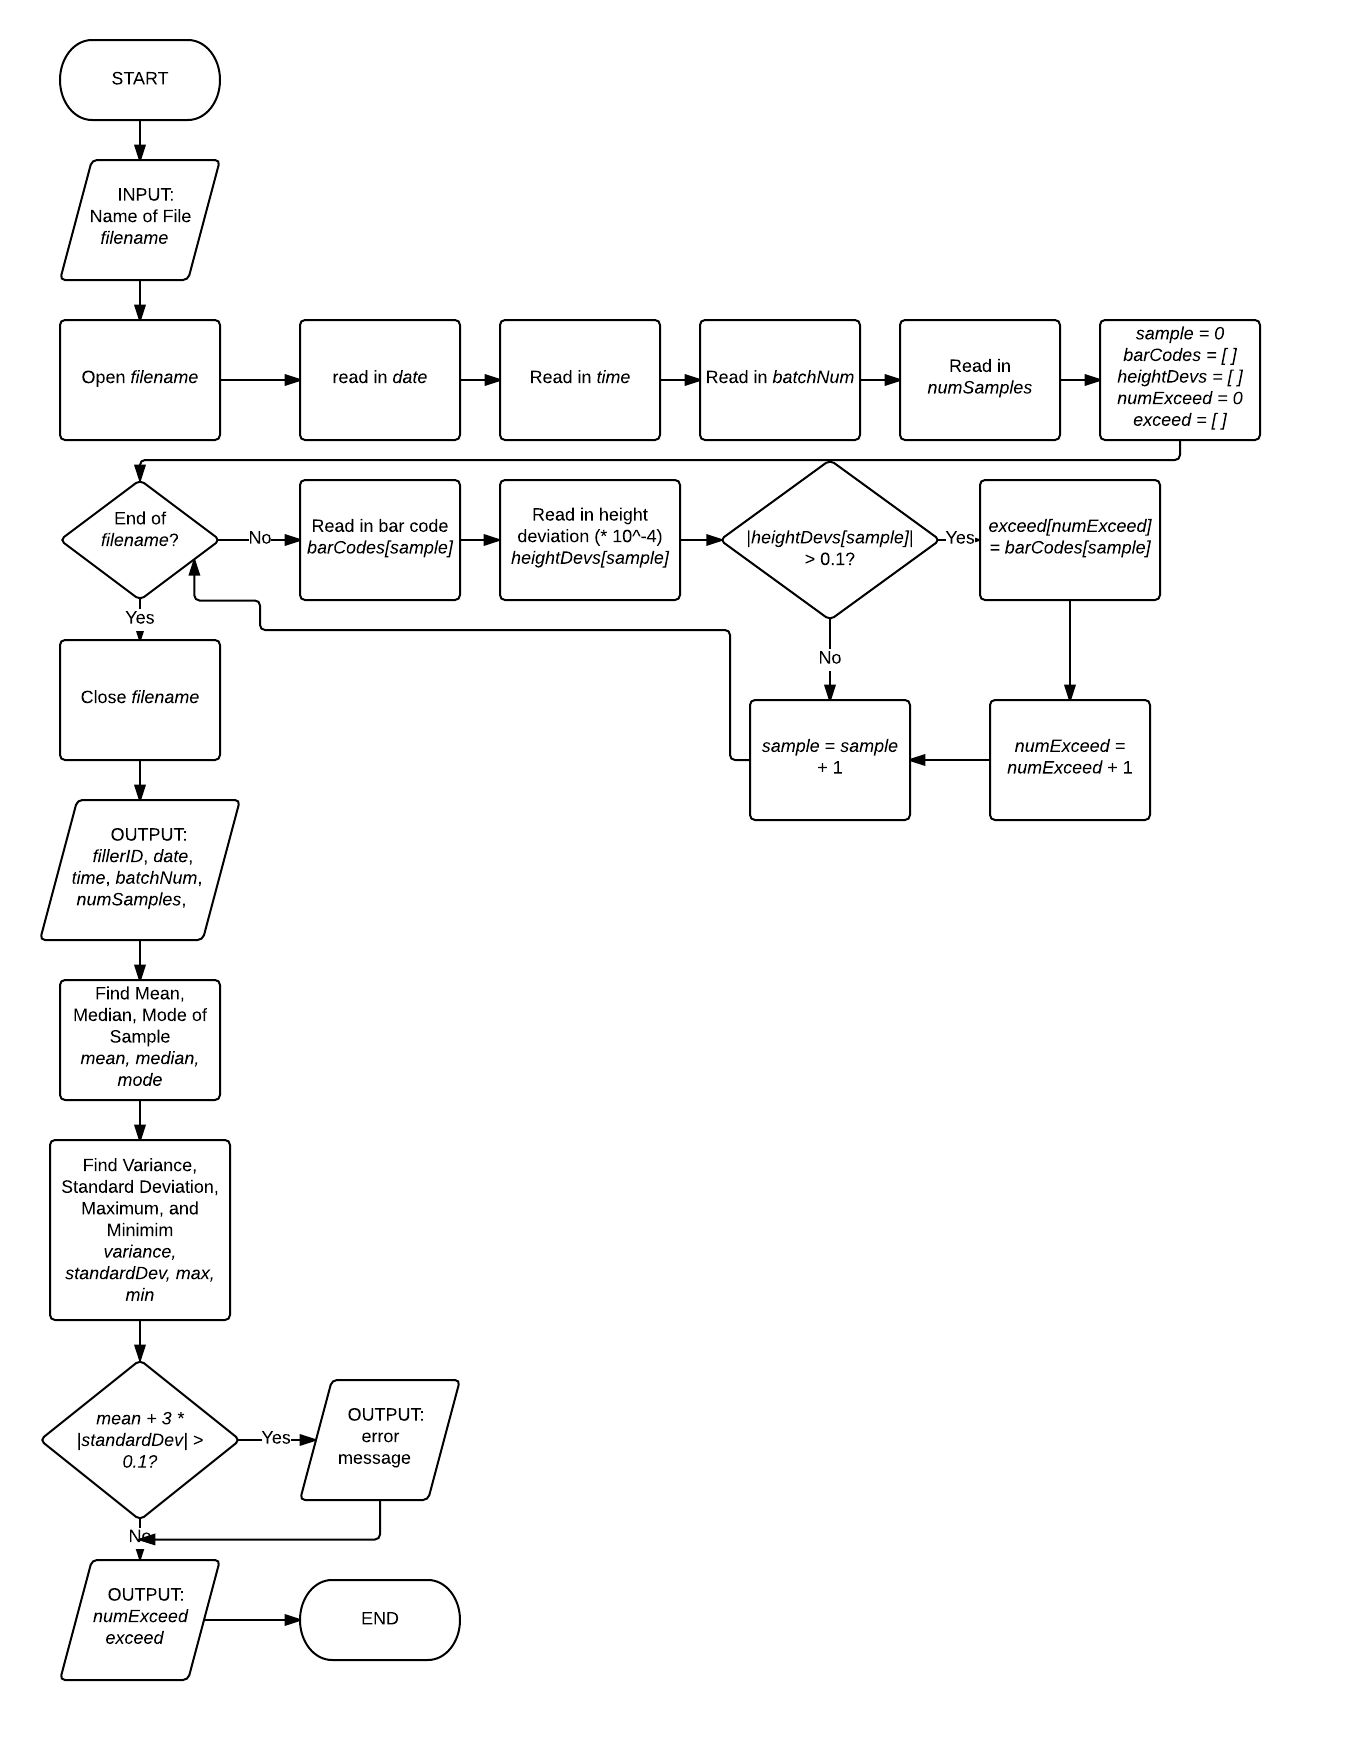 START
INPUT:
Name of File
filename
Open filename
read in date
Read in time
Read in batchNum
Read in
numSamples
sample = 0
barCodes = [ ]
heightDevs = [ ]
numExceed = 0
exceed = [ ]
End of
filename?
No
Read in bar code
barCodes[sample]
Read in height
deviation (* 10^-4)
heightDevs[sample]
|heightDevs[sample]|
> 0.1?
Yes
exceed[numExceed]
= barCodes[sample]
No
numExceed =
numExceed + 1
sample = sample
+ 1
Yes
Close filename
OUTPUT:
fillerID, date,
time, batchNum,
numSamples,
Find Mean,
Median, Mode of
Sample
mean, median,
mode
Find Variance,
Standard Deviation,
Maximum, and
Minimim
variance,
standardDev, max,
min
mean + 3 *
|standardDev| >
0.1?
Yes
OUTPUT:
error
message
No
OUTPUT:
numExceed
exceed
END